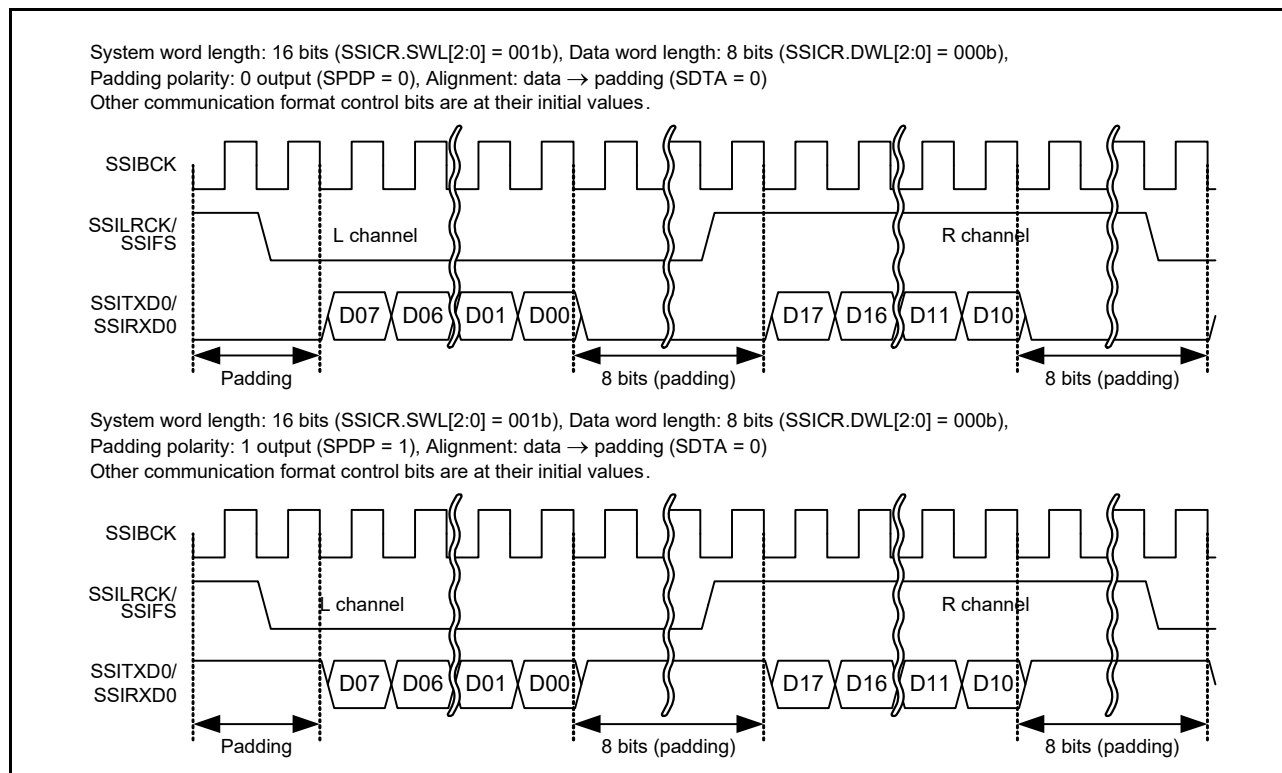 System word length: 16 bits (SSICR.SWL[2:0] = 001b), Data word length: 8 bits (SSICR.DWL[2:0] = 000b),
Padding polarity: 0 output (SPDP = 0), Alignment: data → padding (SDTA = 0)
Other communication format control bits are at their initial values.
SSIBCK
SSILRCK/
SSIFS
L channel
R channel
SSITXD0/
SSIRXD0
D07 D06 D01 D00 D17 D16 D11 D10
Padding
8 bits (padding)
8 bits (padding)
System word length: 16 bits (SSICR.SWL[2:0] = 001b), Data word length: 8 bits (SSICR.DWL[2:0] = 000b),
Padding polarity: 1 output (SPDP = 1), Alignment: data → padding (SDTA = 0)
Other communication format control bits are at their initial values.
SSIBCK
SSILRCK/
SSIFS
L channel
R channel
SSITXD0/
SSIRXD0
D07 D06 D01 D00 D17 D16 D11 D10
Padding
8 bits (padding)
8 bits (padding)